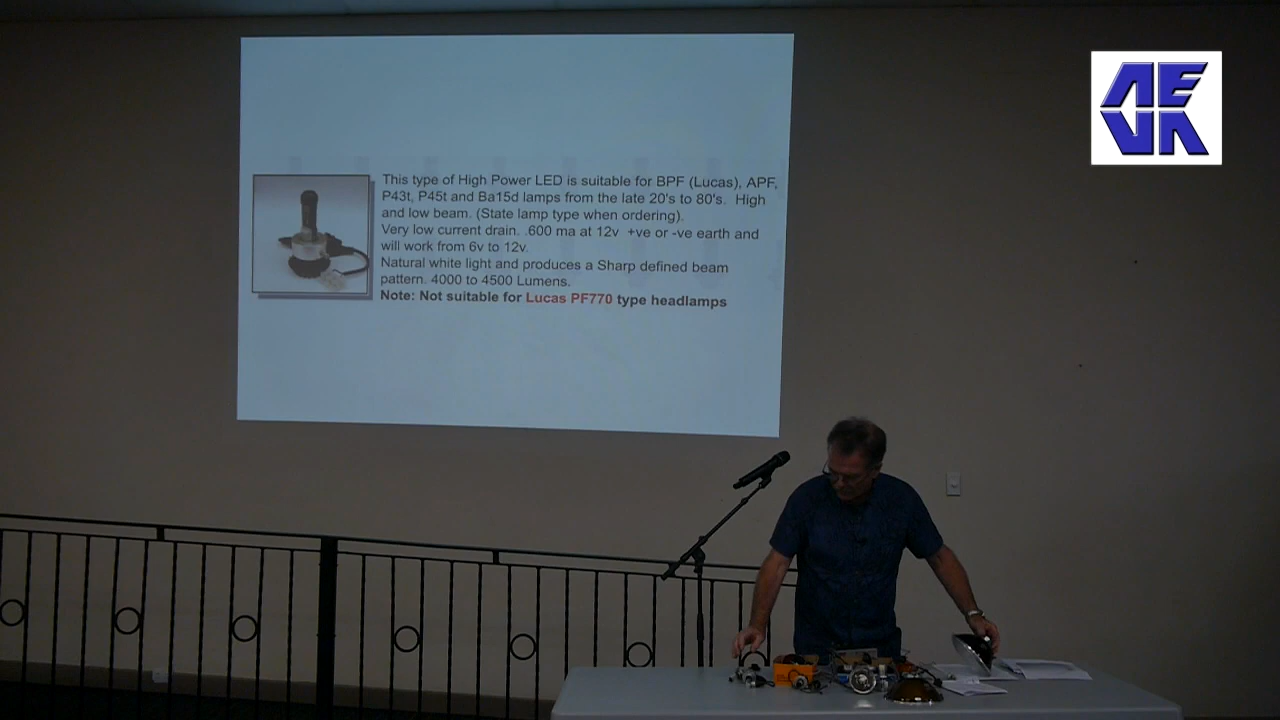 This type of High Power LED is suitable for BPF (Lucas), APF,
P43t, P45t and Ba15d lamps from the late 20's to 80's. High
and low beam. (State lamp type when ordering).
Very low current drain. .600 ma at 12v +ve or -ve earth and
will work from 6v to 12v.
Natural white light and produces a Sharp defined beam
pattern. 4000 to 4500 Lumens.
Note: Not suitable for Lucas PF770 type headlamps